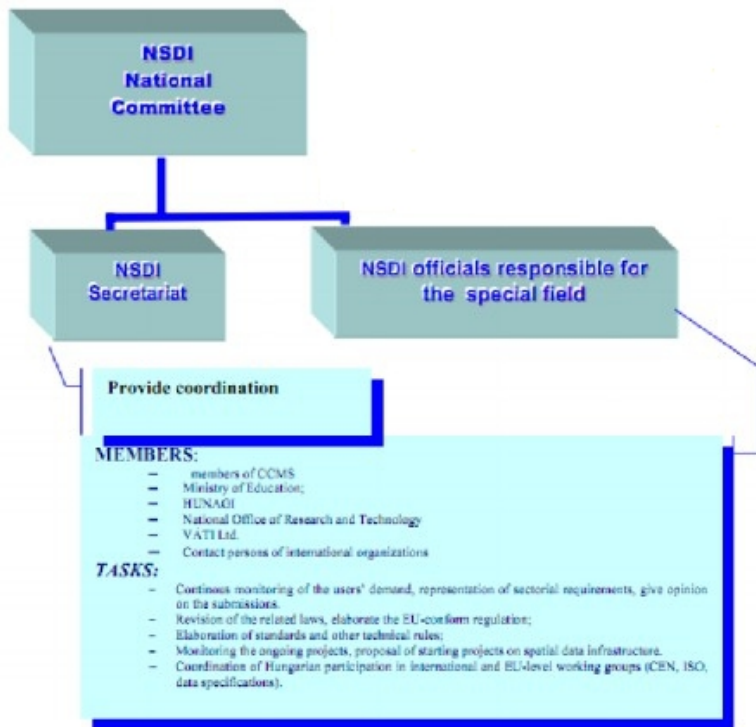 NSDI
National
Committee
NSDI
Secretariat
NSDI officials responsible for
the special field
Provide coordination
MEMBERS:
– members of CCMS
– Ministry of Education;
– HUNAGI
– National Office of Research and Technology
– VÁTI Ltd.
– Contact persons of international organizations
TASKS:
– Continous monitoring of the users' demand, representation of sectorial requirements, give opinion
on the submissions.
– Revision of the related laws, elaborate the EU-conform regulation;
– Elaboration of standards and other technical rules;
– Monitoring the ongoing projects, proposal of starting projects on spatial data infrastructure.
– Coordination of Hungarian participation in international and EU-level working groups (CEN, ISO,
data specifications).